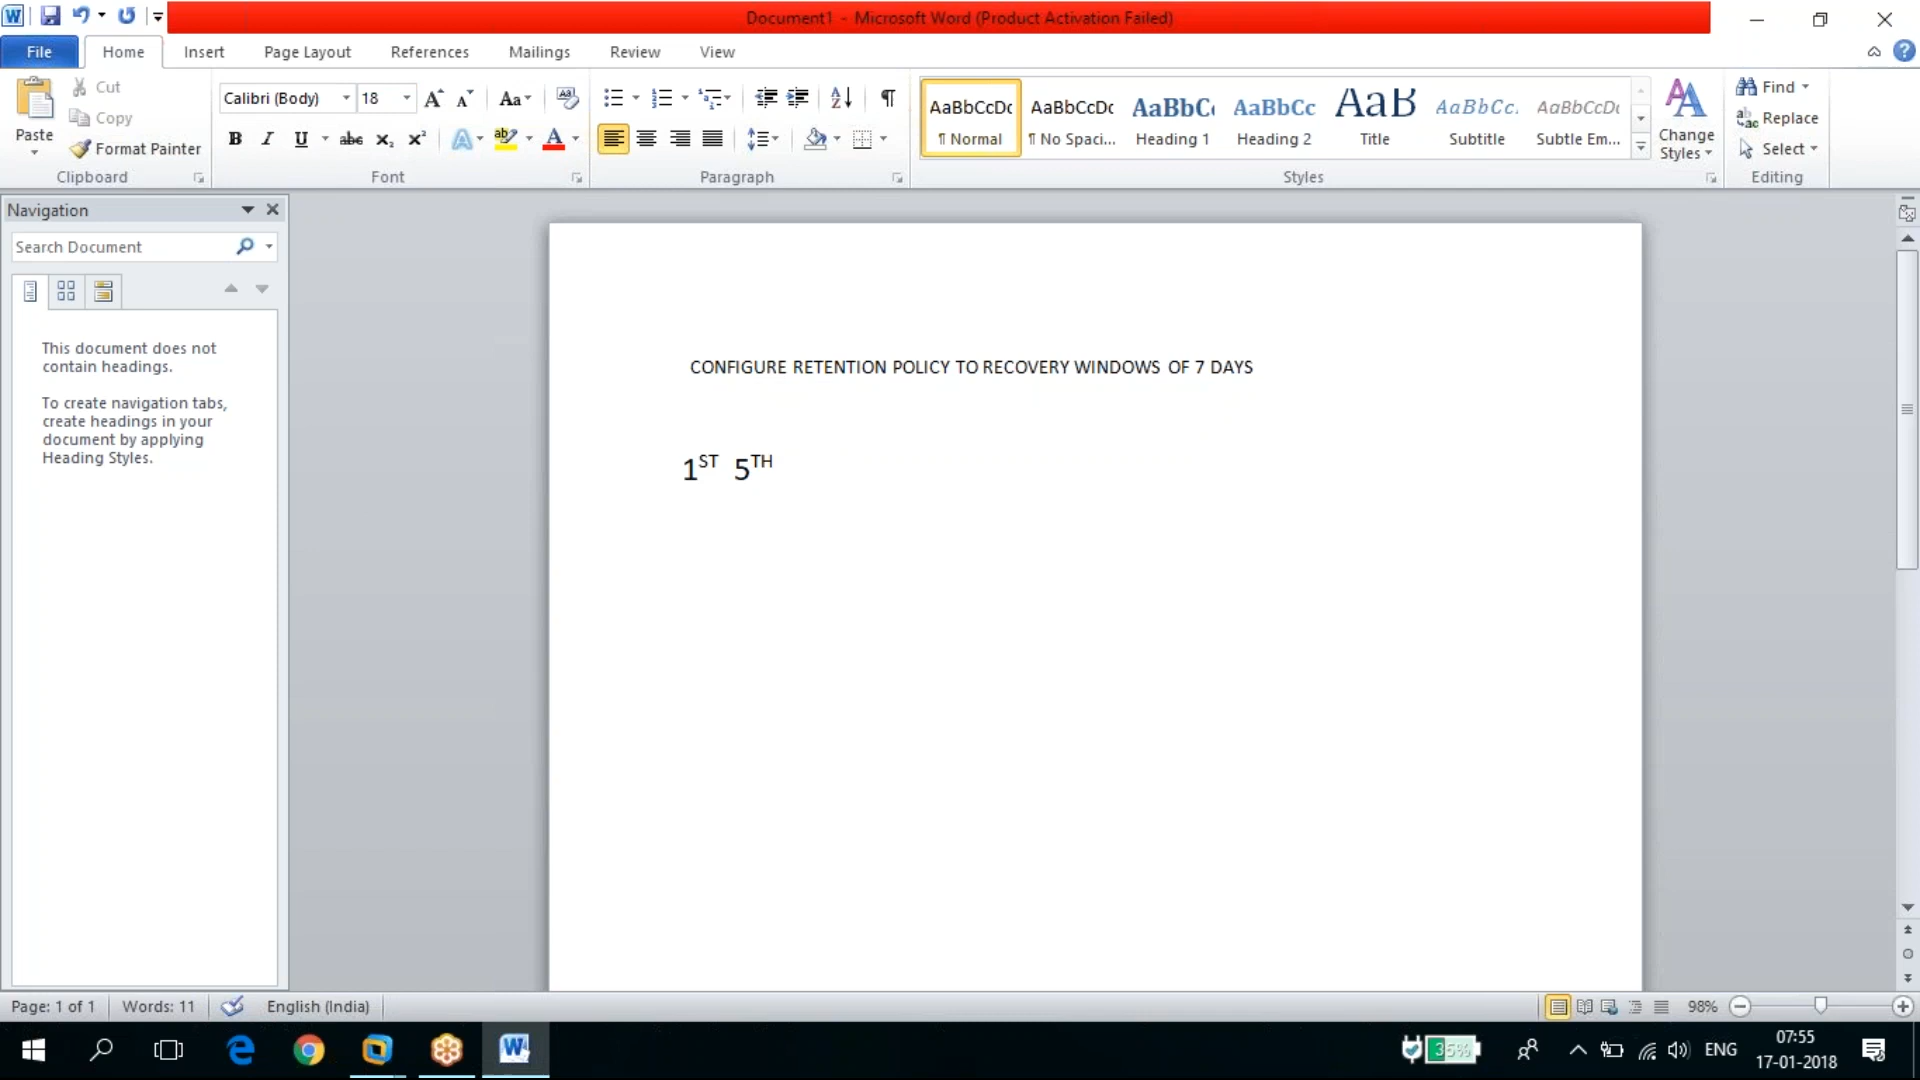 Document1 - Microsoft Word (Product Activation Failed)
File Home Insert Page Layout References Mailings Review View
Paste
Cut
Copy
Format Painter
Clipboard
Calibri (Body) 18
Font
Paragraph
AaBbCcDc AaBbCcDc AaBbC AaBbCc AaB AaBbCc. AaBbCcDc
¶ Normal ¶ No Spaci... Heading 1 Heading 2 Title Subtitle Subtle Em...
Styles
Change
Styles
Find
Replace
Select
Editing
Navigation
Search Document
This document does not
contain headings.
To create navigation tabs,
create headings in your
document by applying
Heading Styles.
CONFIGURE RETENTION POLICY TO RECOVERY WINDOWS OF 7 DAYS
1ST 5TH
Page: 1 of 1 Words: 11 English (India) 98%
35% ENG
07:55
17-01-2018